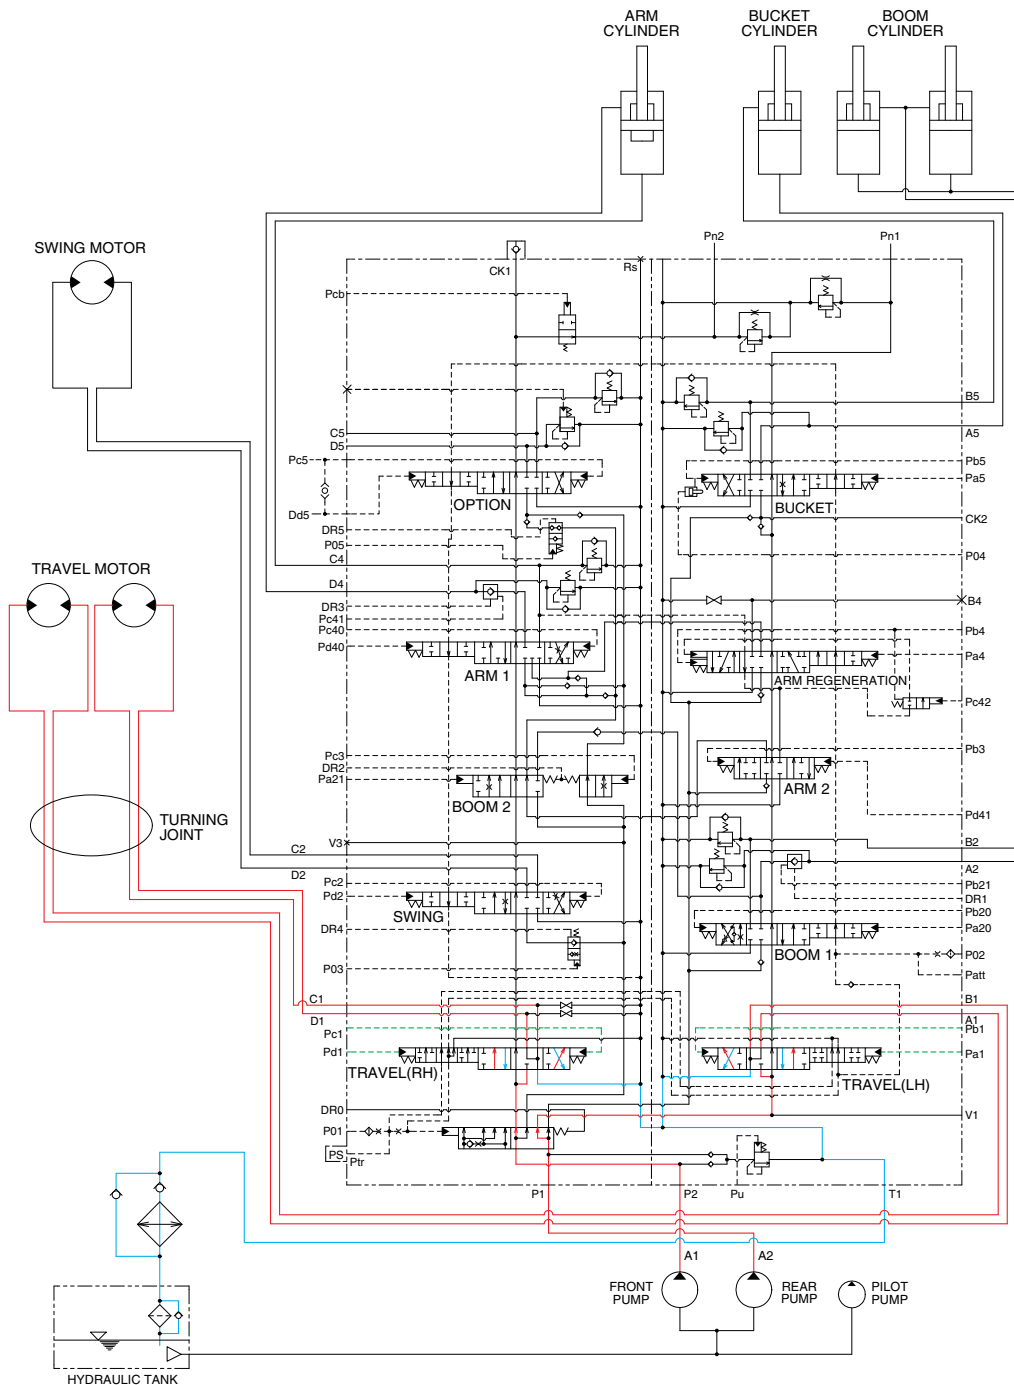 ARM
CYLINDER
BUCKET
CYLINDER
BOOM
CYLINDER
SWING MOTOR
Pn2
Pn1
CK1
Rs
Pcb
B5
C5
A5
D5
Pc5
Pb5
Pa5
OPTION
BUCKET
Dd5
CK2
DR5
P05
P04
C4
TRAVEL MOTOR
D4
B4
DR3
Pc41
Pc40
Pb4
Pd40
Pa4
ARM 1
ARM REGENERATION
Pc42
Pc3
Pb3
DR2
Pa21
BOOM 2
ARM 2
TURNING
JOINT
Pd41
V3
B2
C2
A2
D2
Pc2
Pb21
Pd2
DR1
SWING
Pb20
DR4
Pa20
BOOM 1
P03
P02
Patt
C1
B1
D1
A1
Pc1
Pb1
Pd1
Pa1
TRAVEL(RH)
TRAVEL(LH)
DR0
V1
P01
PS
Ptr
P1
P2
Pu
T1
A1
A2
FRONT
PUMP
REAR
PUMP
PILOT
PUMP
HYDRAULIC TANK